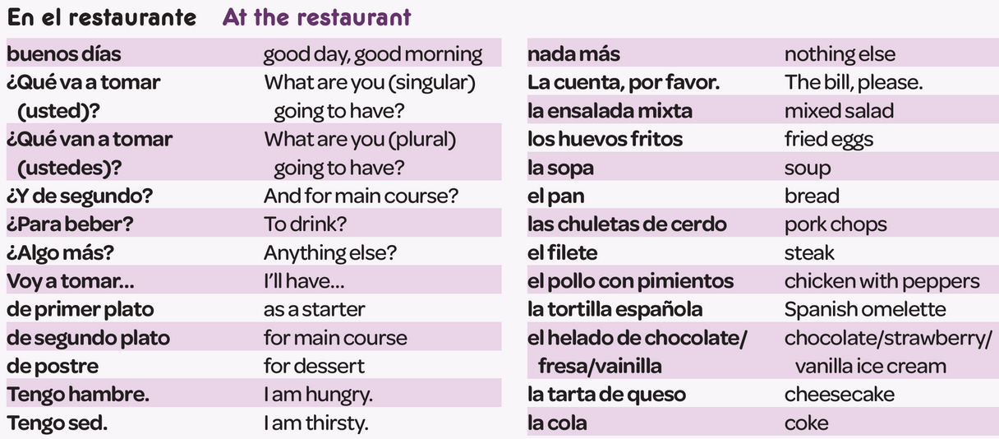 En el restaurante At the restaurant
buenos días good day, good morning
¿Qué va a tomar What are you (singular)
(usted)? going to have?
¿Qué van a tomar What are you (plural)
(ustedes)? going to have?
¿Y de segundo? And for main course?
¿Para beber? To drink?
¿Algo más? Anything else?
Voy a tomar... I'll have...
de primer plato as a starter
de segundo plato for main course
de postre for dessert
Tengo hambre. I am hungry.
Tengo sed. I am thirsty.
nada más nothing else
La cuenta, por favor. The bill, please.
la ensalada mixta mixed salad
los huevos fritos fried eggs
la sopa soup
el pan bread
las chuletas de cerdo pork chops
el filete steak
el pollo con pimientos chicken with peppers
la tortilla española Spanish omelette
el helado de chocolate/ chocolate/strawberry/
fresa/vainilla vanilla ice cream
la tarta de queso cheesecake
la cola coke